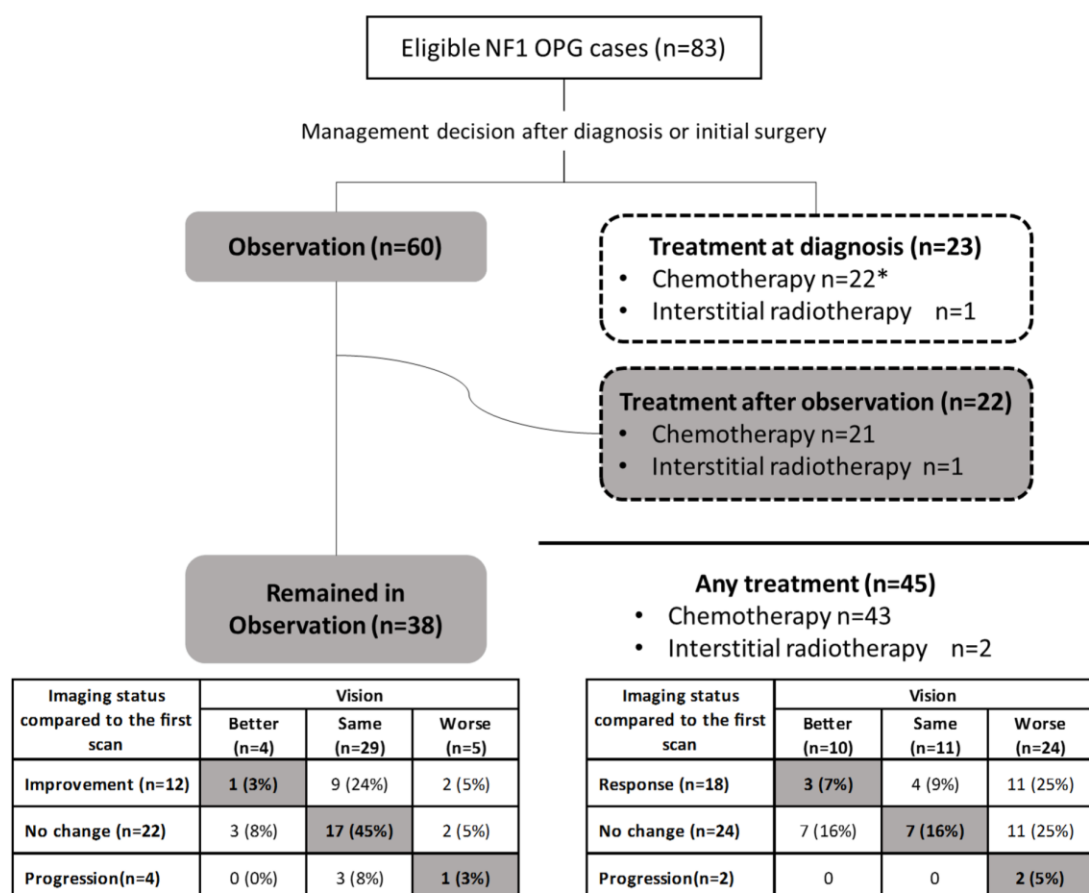 Eligible NF1 OPG cases (n=83)
Management decision after diagnosis or initial surgery
Observation (n=60)
Treatment at diagnosis (n=23)
• Chemotherapy n=22*
• Interstitial radiotherapy n=1
Treatment after observation (n=22)
• Chemotherapy n=21
• Interstitial radiotherapy n=1
Remained in
Observation (n=38)
Any treatment (n=45)
• Chemotherapy n=43
• Interstitial radiotherapy n=2
Imaging status
compared to the first
scan
Vision
Better
(n=4)
Same
(n=29)
Worse
(n=5)
Improvement (n=12) 1 (3%) 9 (24%) 2 (5%)
No change (n=22) 3 (8%) 17 (45%) 2 (5%)
Progression(n=4) 0 (0%) 3 (8%) 1 (3%)
Imaging status
compared to the first
scan
Vision
Better
(n=10)
Same
(n=11)
Worse
(n=24)
Response (n=18) 3 (7%) 4 (9%) 11 (25%)
No change (n=24) 7 (16%) 7 (16%) 11 (25%)
Progression(n=2) 0 0 2 (5%)